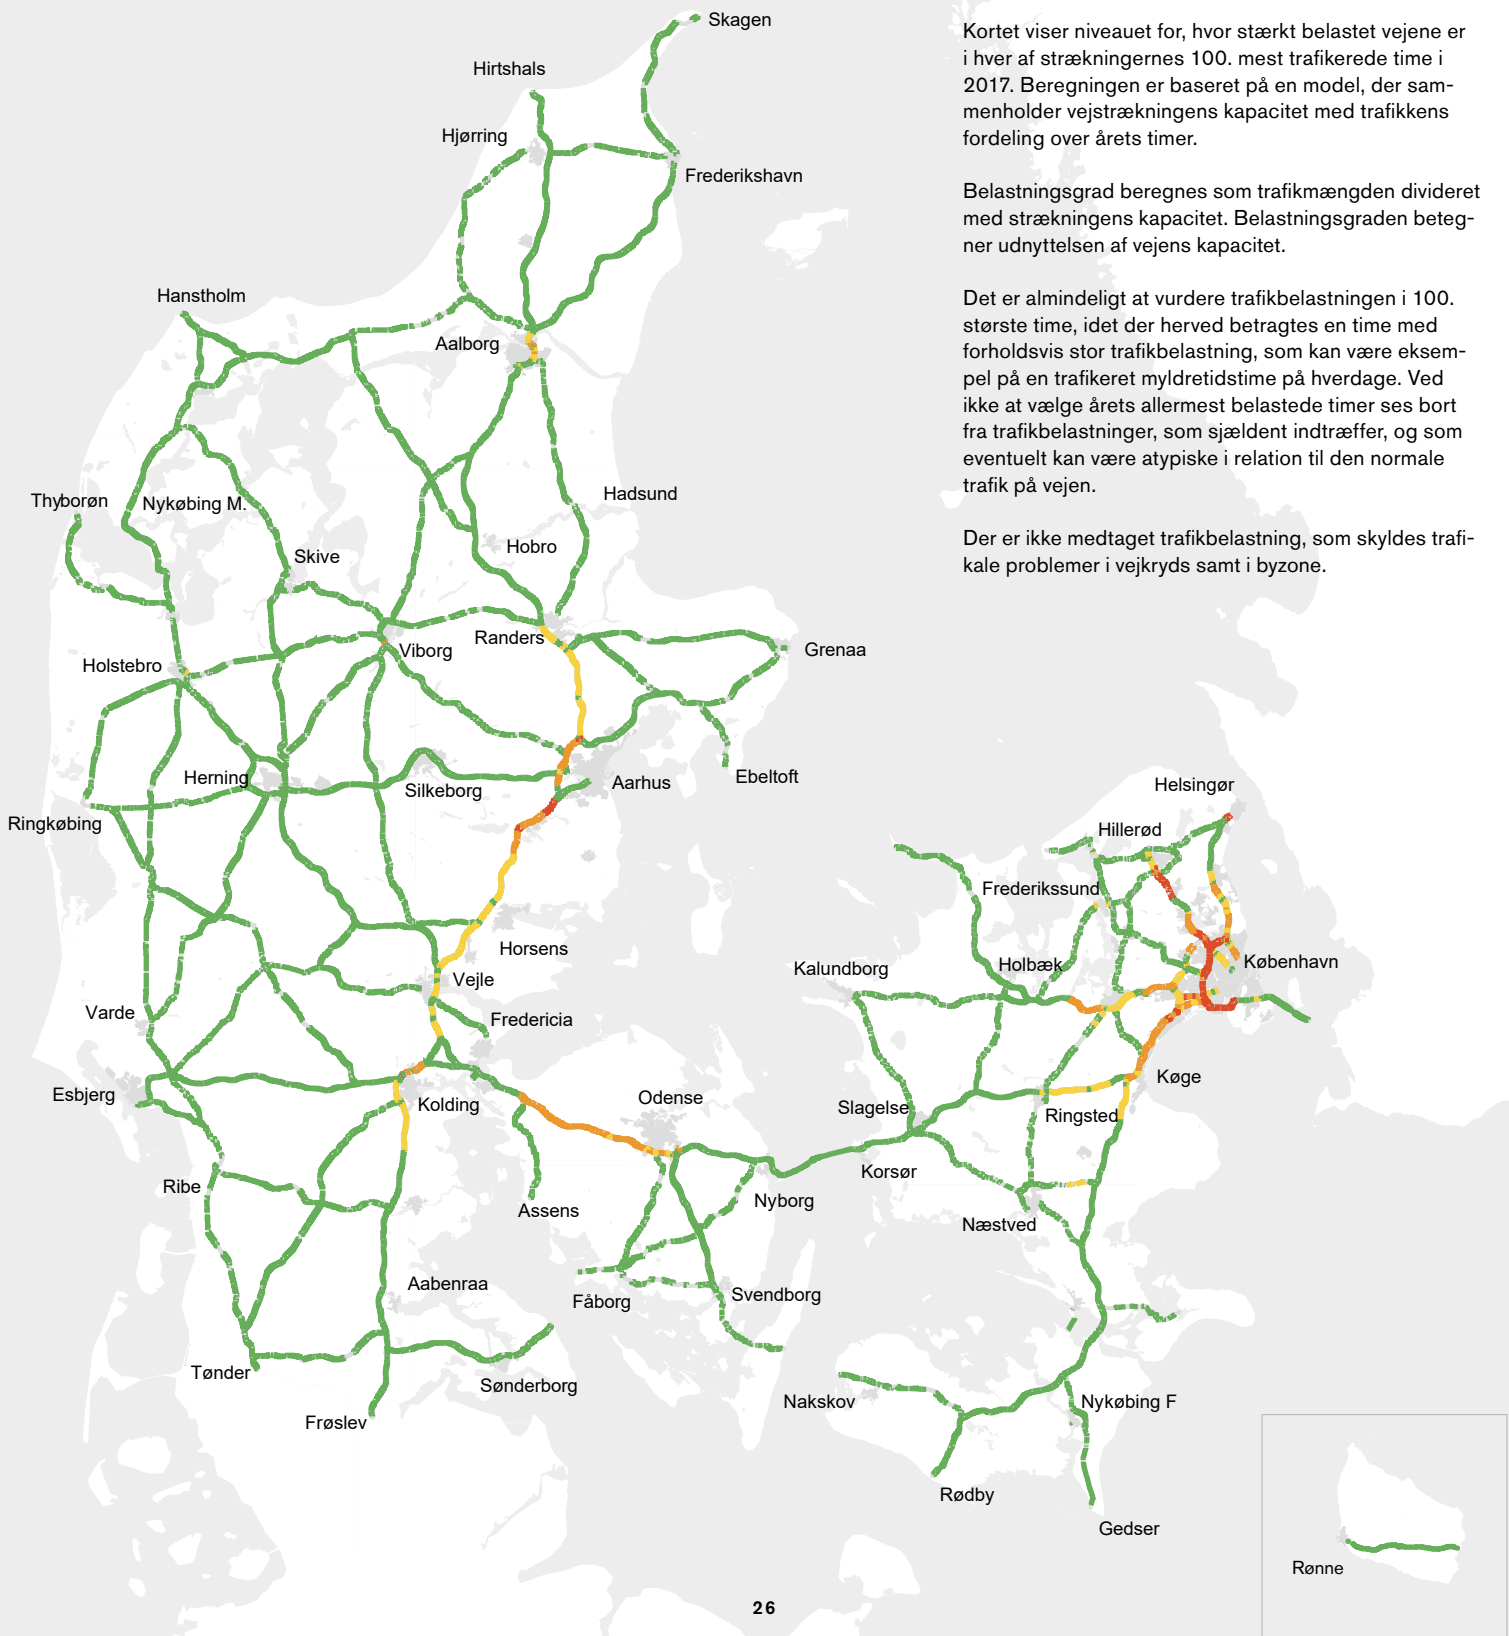 Kortet viser niveauet for, hvor stærkt belastet vejene er
i hver af strækningernes 100. mest trafikerede time i
2017. Beregningen er baseret på en model, der sam-
menholder vejstrækningens kapacitet med trafikkens
fordeling over årets timer.
Belastningsgrad beregnes som trafikmængden divideret
med strækningens kapacitet. Belastningsgraden beteg-
ner udnyttelsen af vejens kapacitet.
Det er almindeligt at vurdere trafikbelastningen i 100.
største time, idet der herved betragtes en time med
forholdsvis stor trafikbelastning, som kan være eksem-
pel på en trafikeret myldretidstime på hverdage. Ved
ikke at vælge årets allermest belastede timer ses bort
fra trafikbelastninger, som sjældent indtræffer, og som
eventuelt kan være atypiske i relation til den normale
trafik på vejen.
Der er ikke medtaget trafikbelastning, som skyldes trafi-
kale problemer i vejkryds samt i byzone.
Skagen
Hirtshals
Hjørring
Frederikshavn
Hanstholm
Aalborg
Thyborøn
Nykøbing M.
Hadsund
Hobro
Skive
Randers
Viborg
Grenaa
Holstebro
Herning
Silkeborg
Aarhus
Ebeltoft
Ringkøbing
Helsingør
Hillerød
Frederikssund
Horsens
København
Holbæk
Kalundborg
Vejle
Varde
Fredericia
Køge
Esbjerg
Kolding
Odense
Slagelse
Ringsted
Korsør
Ribe
Nyborg
Assens
Næstved
Aabenraa
Svendborg
Fåborg
Tønder
Sønderborg
Nakskov
Nykøbing F
Frøslev
Rødby
Gedser
Rønne
26